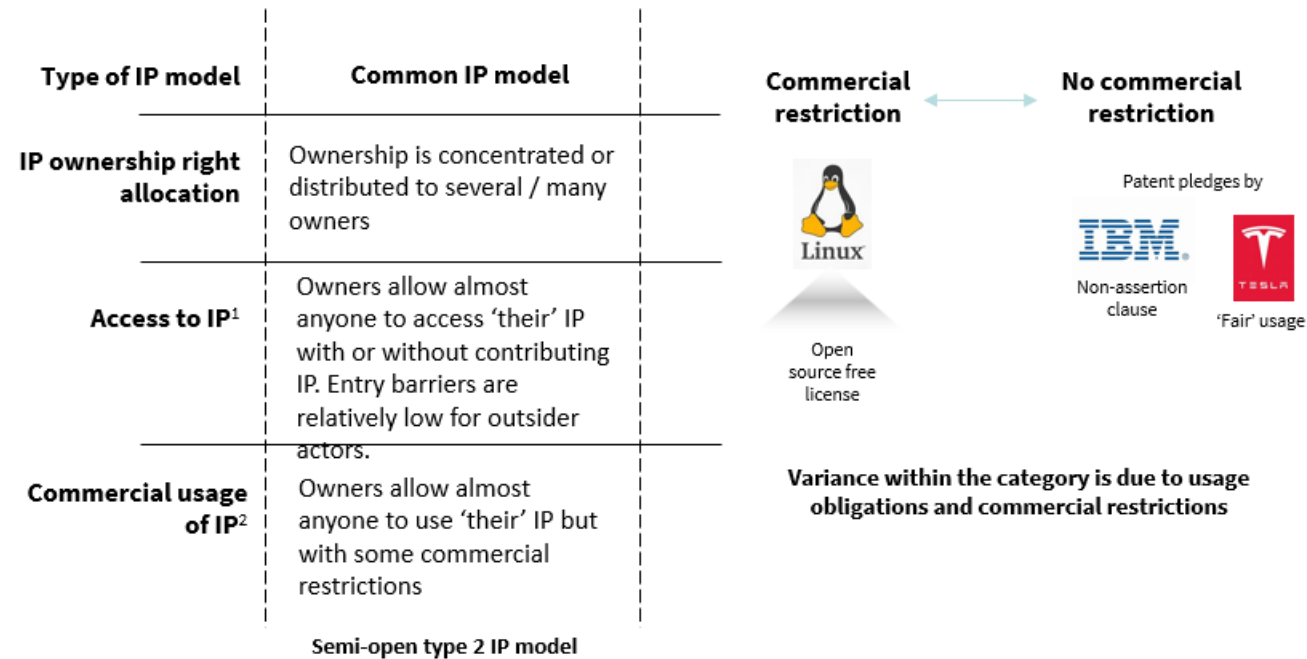 Type of IP model
Common IP model
IP ownership right
allocation
Ownership is concentrated or
distributed to several / many
owners
Access to IP1
Owners allow almost
anyone to access ‘their’ IP
with or without contributing
IP. Entry barriers are
relatively low for outsider
actors.
Commercial usage
of IP2
Owners allow almost
anyone to use ‘their’ IP but
with some commercial
restrictions
Semi-open type 2 IP model
Commercial
restriction
No commercial
restriction
Linux
Open
source free
license
Patent pledges by
IBM.
Non-assertion
clause
TESLA
‘Fair’ usage
Variance within the category is due to usage
obligations and commercial restrictions